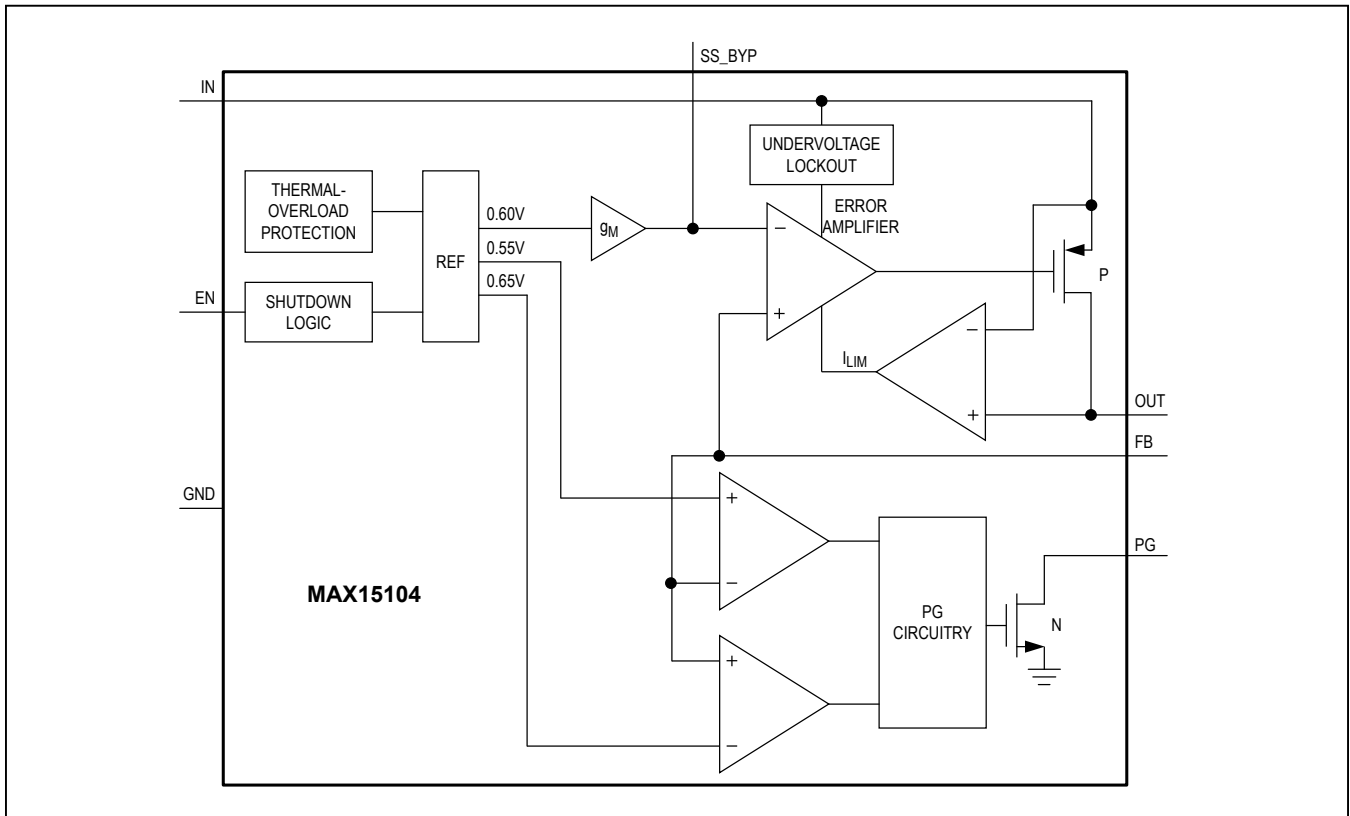 SS_BYP
IN
UNDERVOLTAGE
LOCKOUT
THERMAL-
OVERLOAD
PROTECTION
REF
0.60V
0.55V
0.65V
gM
ERROR
AMPLIFIER
−
+
P
EN
SHUTDOWN
LOGIC
ILIM
−
+
OUT
FB
GND
+
−
PG
CIRCUITRY
PG
N
MAX15104
+
−